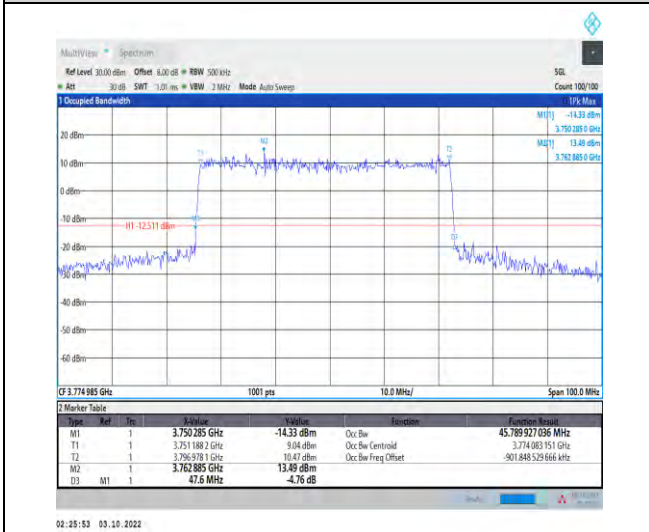 MultiView Spectrum
Ref Level 30.00 dBm Offset 8.00 dB RBW 500 kHz SGL
Att 30 dB SWT 1.01 ms VBW 2 MHz Mode Auto Sweep Count 100/100
1 Occupied Bandwidth 1Pk Max
M1[1] -14.33 dBm
3.750 285 0 GHz
M2[1] 13.49 dBm
3.762 885 0 GHz
20 dBm
T1 M2 T2
10 dBm
0 dBm
-10 dBm
H1 -12.511 dBm
M1
D3
-20 dBm
-30 dBm
-40 dBm
-50 dBm
-60 dBm
CF 3.774 985 GHz 1001 pts 10.0 MHz/ Span 100.0 MHz
2 Marker Table
Type Ref Trc X-Value Y-Value Function Function Result
M1 1 3.750 285 GHz -14.33 dBm Occ Bw 45.789 927 036 MHz
T1 1 3.751 188 2 GHz 9.04 dBm Occ Bw Centroid 3.774 083 151 GHz
T2 1 3.796 978 1 GHz 10.47 dBm Occ Bw Freq Offset -901.848 529 666 kHz
M2 1 3.762 885 GHz 13.49 dBm
D3 M1 1 47.6 MHz -4.76 dB
02:25:53 03.10.2022